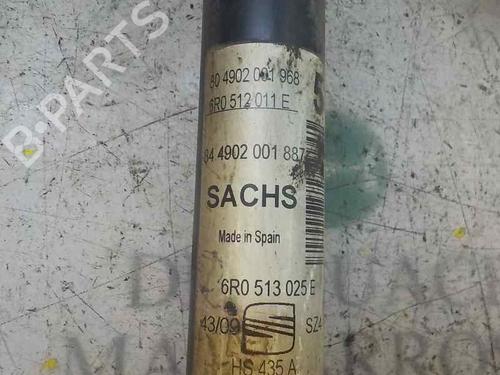 80 4902 001 968
6R0 512 011 E
84 4902 001 887
SACHS
Made in Spain
6R0 513 025 E
43/09
SZ4
HS 435 A
B-PARTS